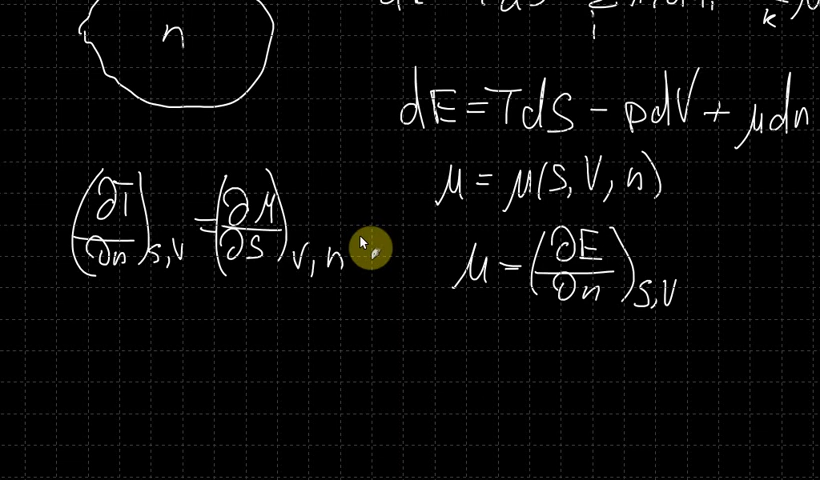 n
dE = TdS - pdV + μdn
μ = μ(S, V, n)
(∂T/∂n)_{S,V} = (∂μ/∂S)_{V,n}
μ = (∂E/∂n)_{S,V}